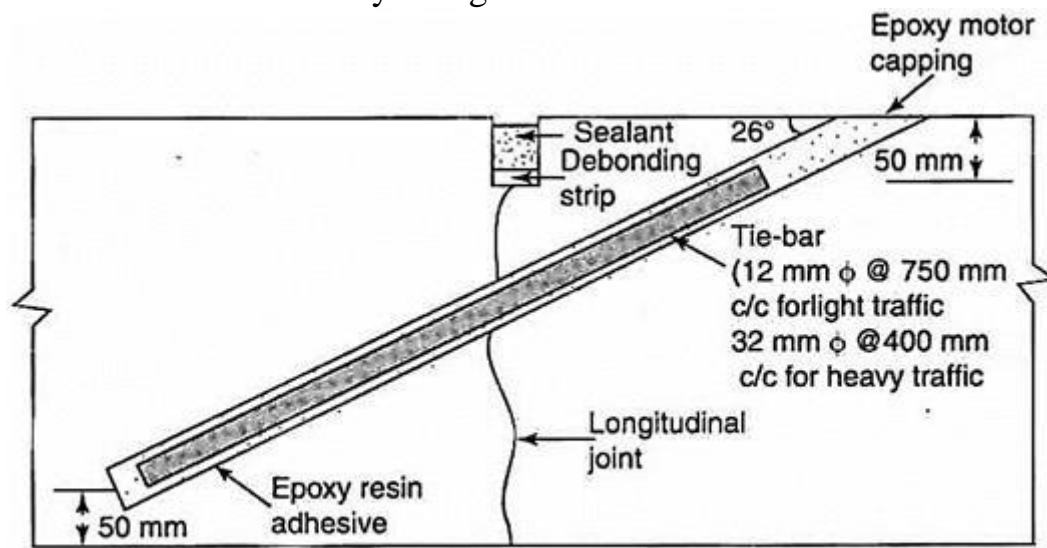 Epoxy motor
capping
Sealant
26°
Debonding
strip
50 mm
Tie-bar
(12 mm ϕ @ 750 mm
c/c forlight traffic
32 mm ϕ @400 mm
c/c for heavy traffic
Longitudinal
joint
Epoxy resin
adhesive
50 mm